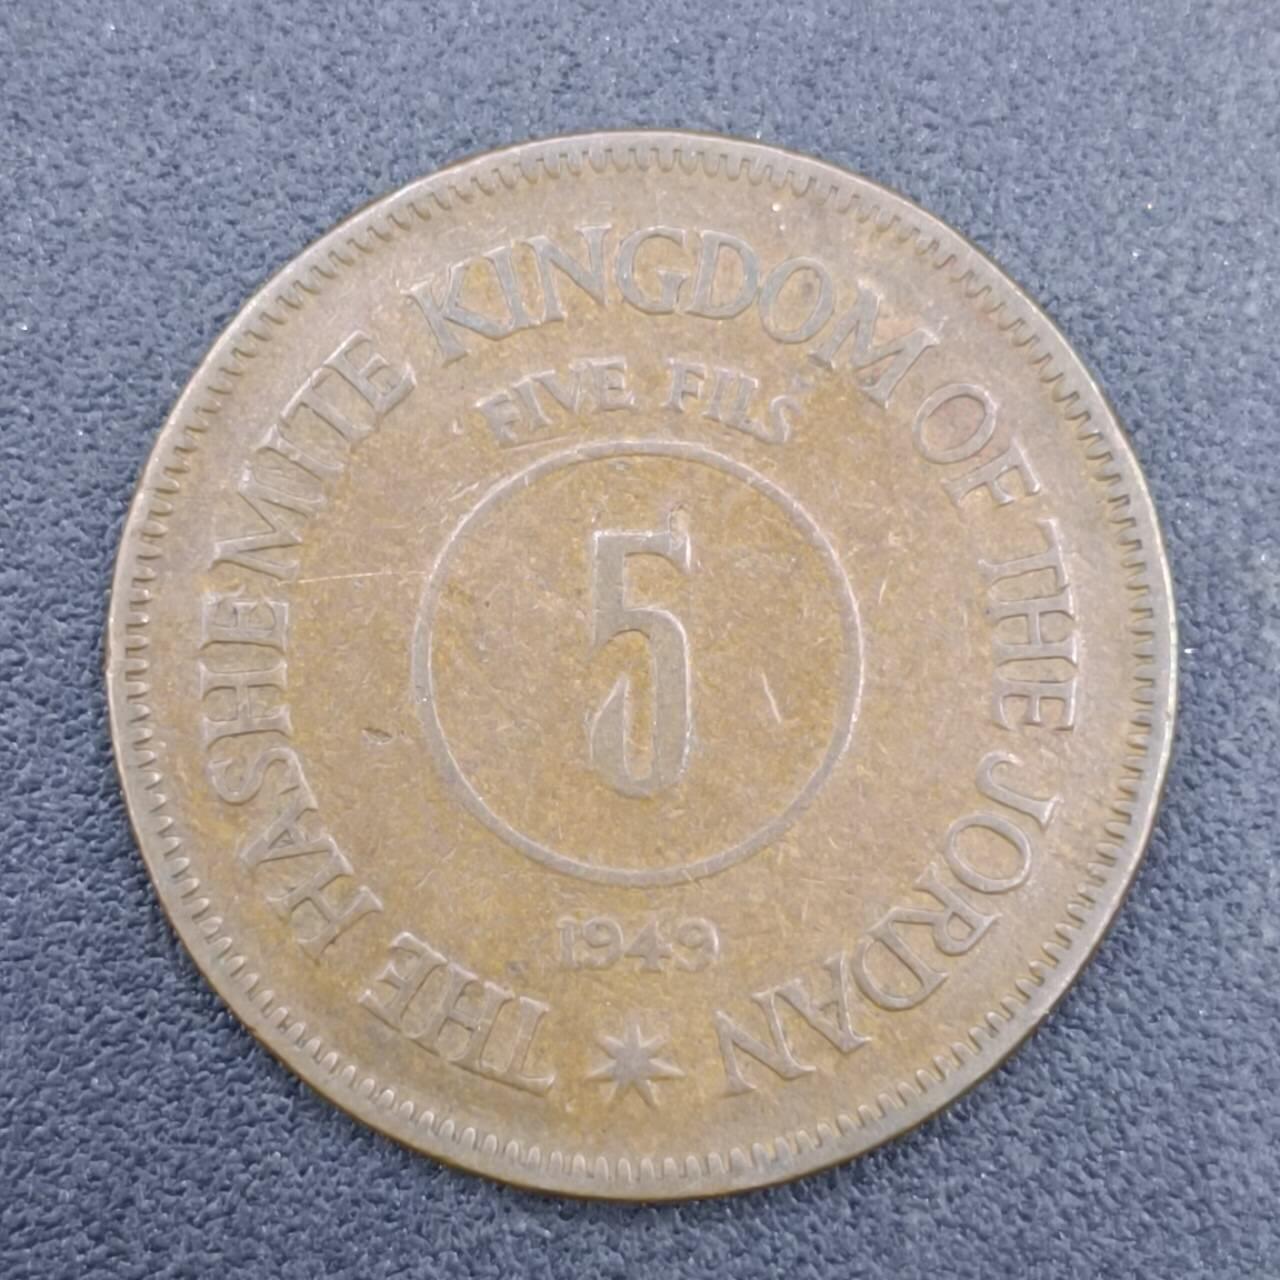 THE HASHEMITE KINGDOM OF THE JORDAN
FIVE FILS
5
1949